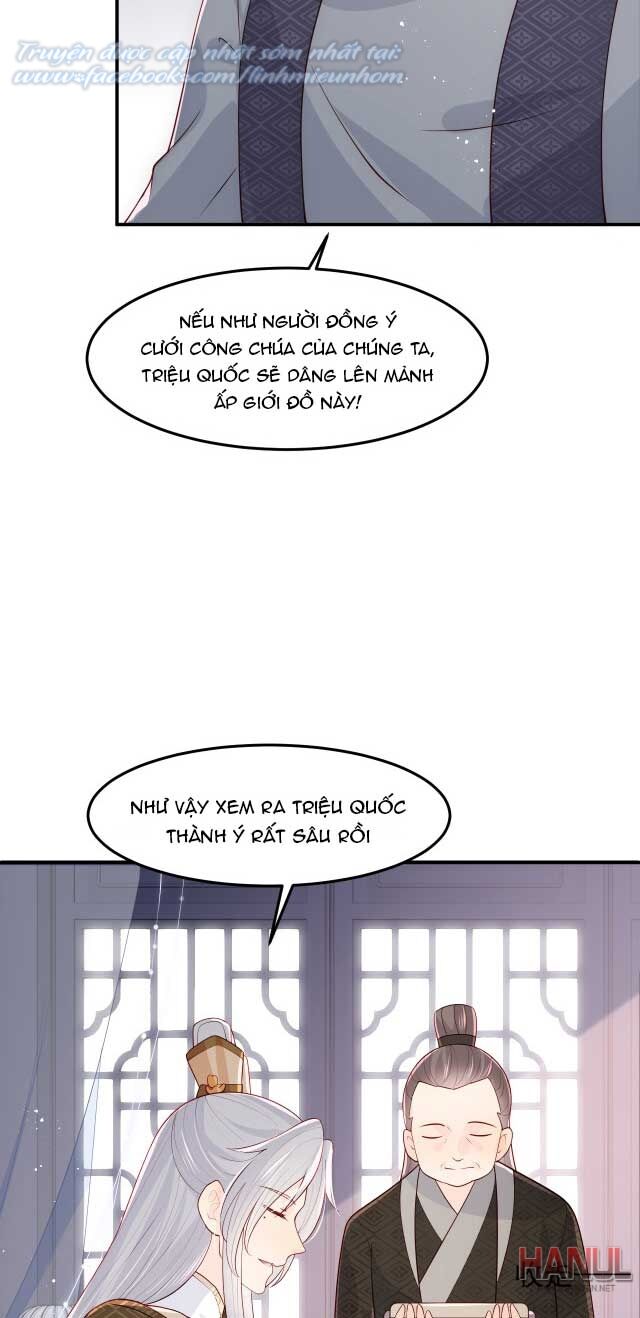 Truyện được cập nhật sớm nhất tại:
www.facebook.com/linhmieunhom
NẾU NHƯ NGƯỜI ĐỒNG Ý
CƯỚI CÔNG CHÚA CỦA CHÚNG TA,
TRIỆU QUỐC SẼ DÂNG LÊN MẢNH
ẤP GIỚI ĐỒ NÀY!
NHƯ VẬY XEM RA TRIỆU QUỐC
THÀNH Ý RẤT SÂU RỒI
HANUL